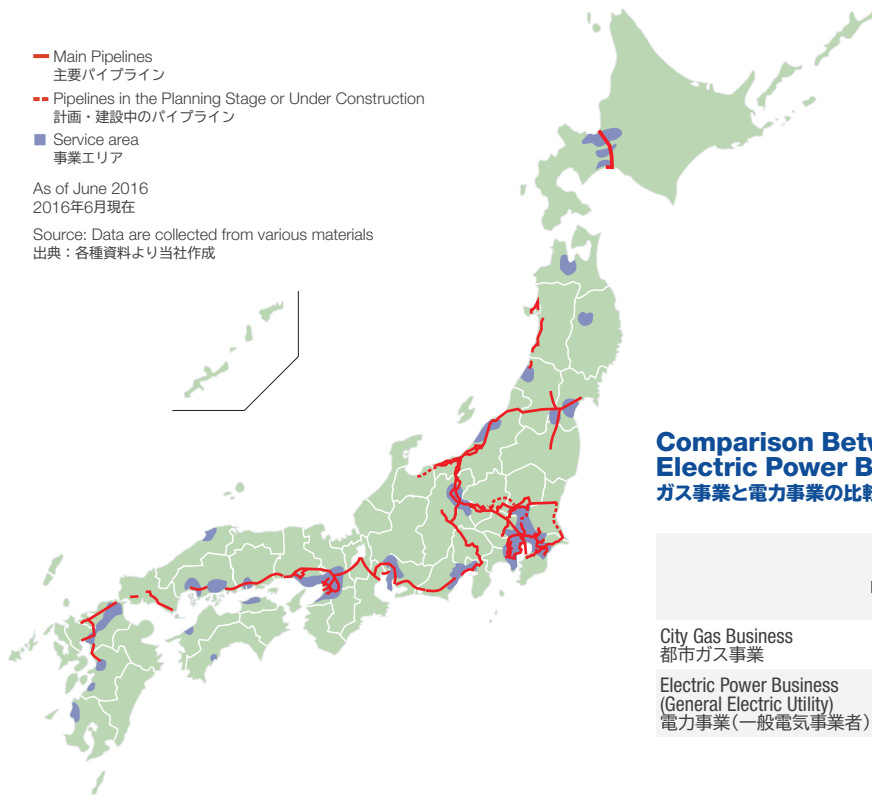 Main Pipelines
主要パイプライン
Pipelines in the Planning Stage or Under Construction
計画・建設中のパイプライン
Service area
事業エリア
As of June 2016
2016年6月現在
Source: Data are collected from various materials
出典：各種資料より当社作成
Comparison Betw
Electric Power B
ガス事業と電力事業の比較
City Gas Business
都市ガス事業
Electric Power Business
(General Electric Utility)
電力事業（一般電気事業者）